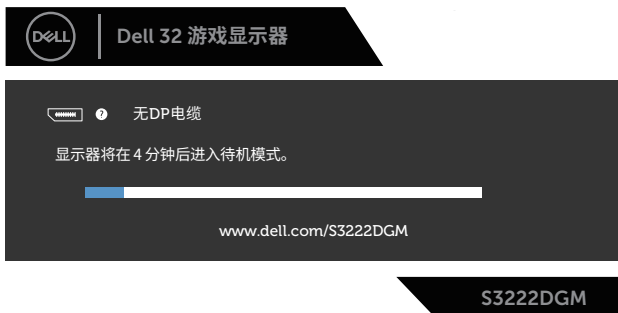 DELL
Dell 32 游戏显示器
? 无DP电缆
显示器将在 4 分钟后进入待机模式。
www.dell.com/S3222DGM
S3222DGM